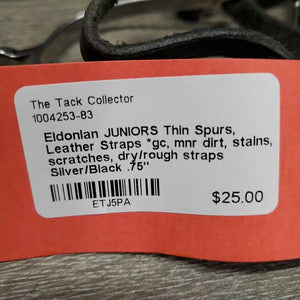 The Tack Collector
1004253-83
Eldonian JUNIORS Thin Spurs,
Leather Straps *gc, mnr dirt, stains,
scratches, dry/rough straps
Silver/Black .75"
ETJ5PA
$25.00